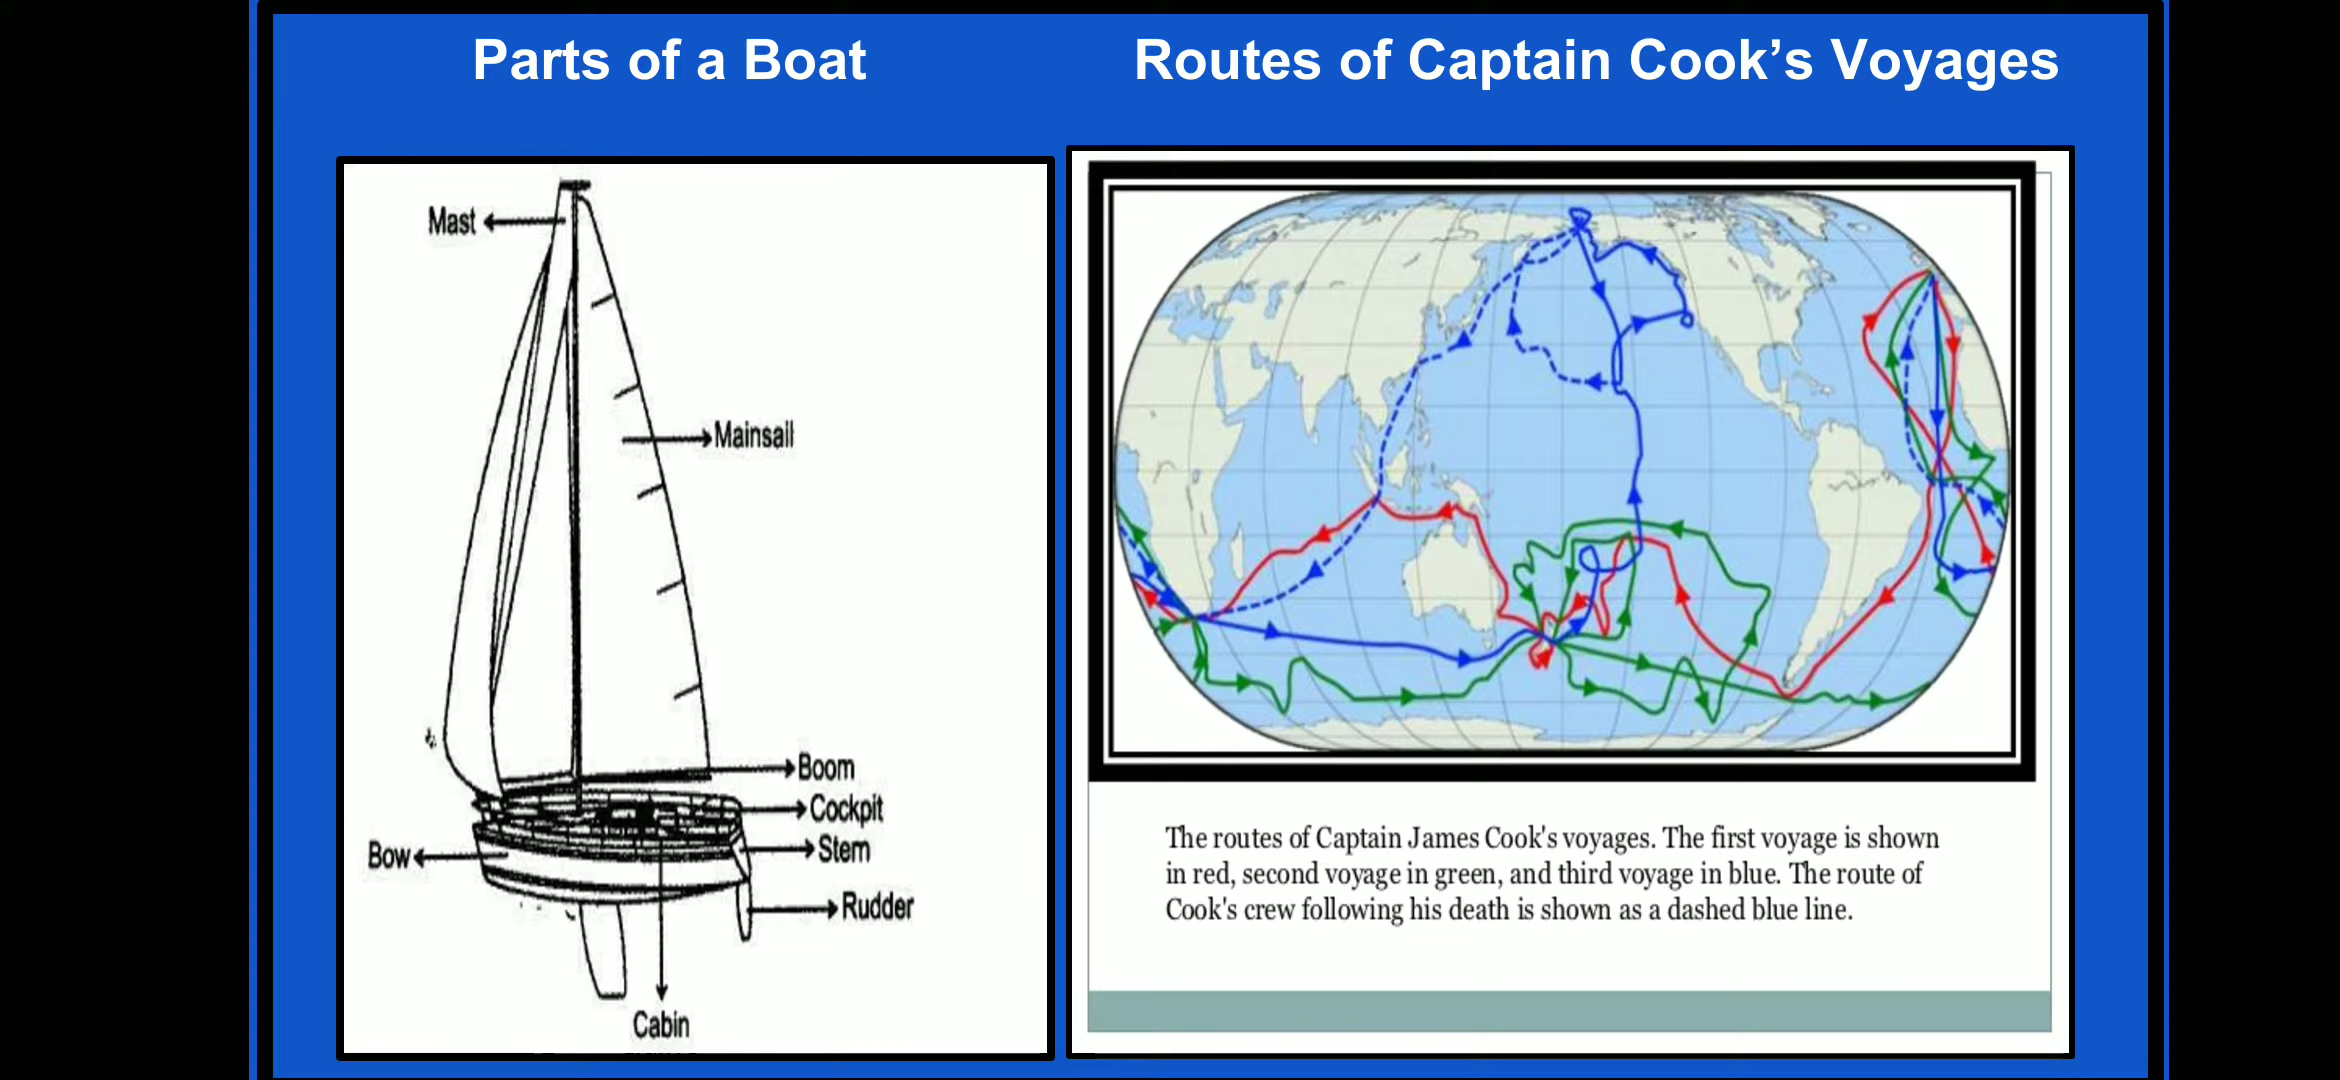 Parts of a Boat
Routes of Captain Cook's Voyages
Mast
Mainsail
Boom
Cockpit
Stem
Bow
Rudder
Cabin
The routes of Captain James Cook's voyages. The first voyage is shown
in red, second voyage in green, and third voyage in blue. The route of
Cook's crew following his death is shown as a dashed blue line.